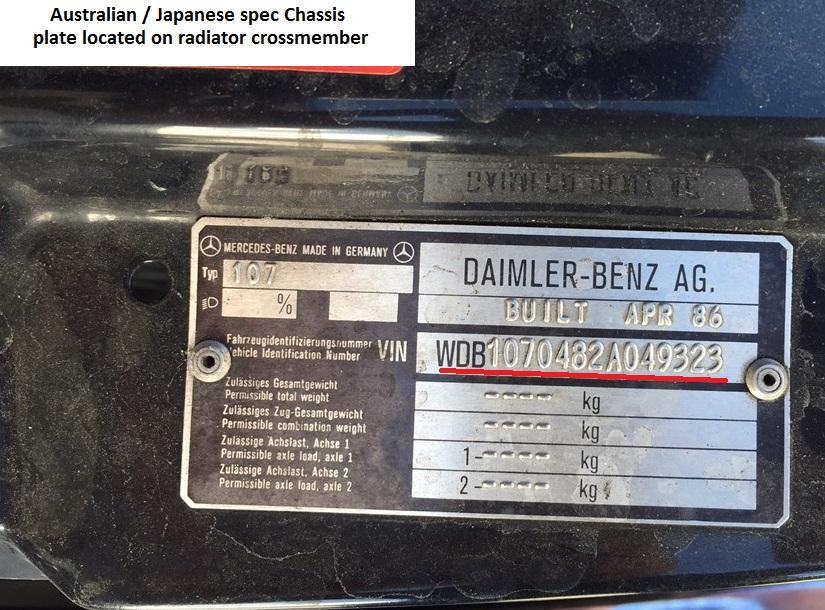 Australian / Japanese spec Chassis
plate located on radiator crossmember
MERCEDES-BENZ MADE IN GERMANY
DAIMLER-BENZ AG.
Typ 107
BUILT APR 86
%
Fahrzeugidentifizierungsnummer
Vehicle Identification Number
VIN
WDB1070482A049323
Zulässiges Gesamtgewicht
Permissible total weight
---- kg
Zulässiges Zug-Gesamtgewicht
Permissible combination weight
---- kg
Zulässige Achslast, Achse 1
Permissible axle load, axle 1
1----- kg
Zulässige Achslast, Achse 2
Permissible axle load, axle 2
2----- kg